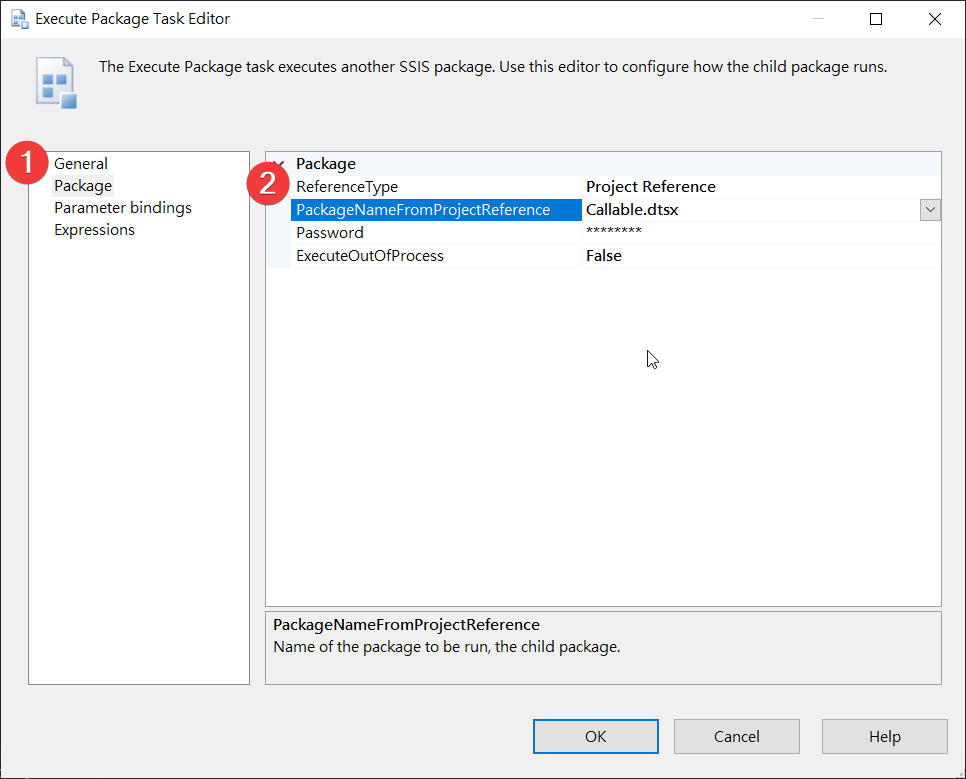 Execute Package Task Editor
The Execute Package task executes another SSIS package. Use this editor to configure how the child package runs.
1
General
Package
Parameter bindings
Expressions
2
Package
ReferenceType Project Reference
PackageNameFromProjectReference Callable.dtsx
Password ********
ExecuteOutOfProcess False
PackageNameFromProjectReference
Name of the package to be run, the child package.
OK Cancel Help